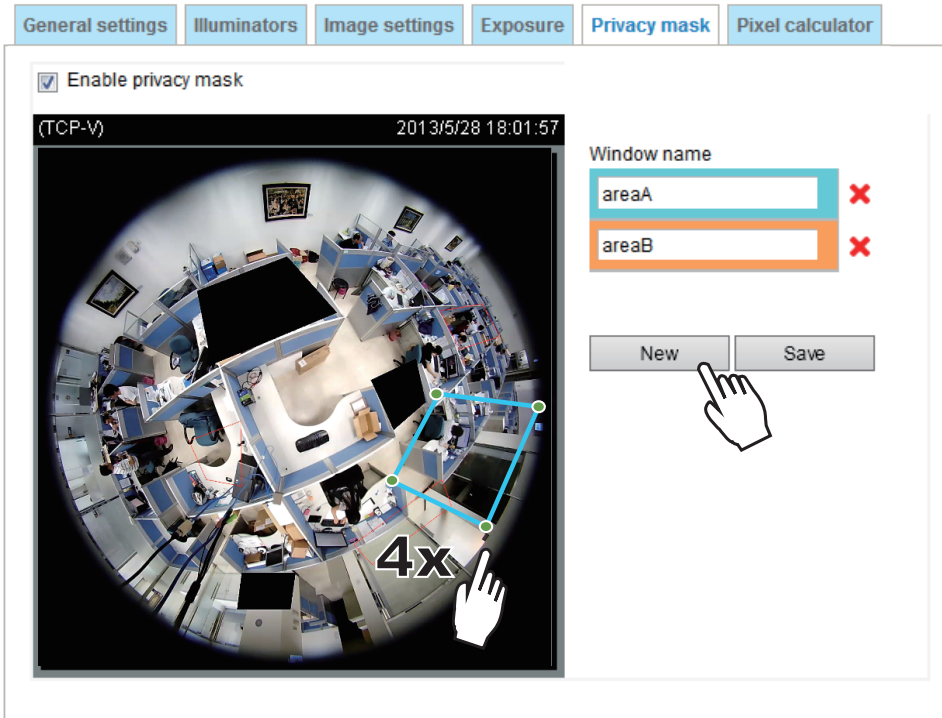 General settings
Illuminators
Image settings
Exposure
Privacy mask
Pixel calculator
Enable privacy mask
(TCP-V)
2013/5/28 18:01:57
Window name
areaA
areaB
New
Save
4x